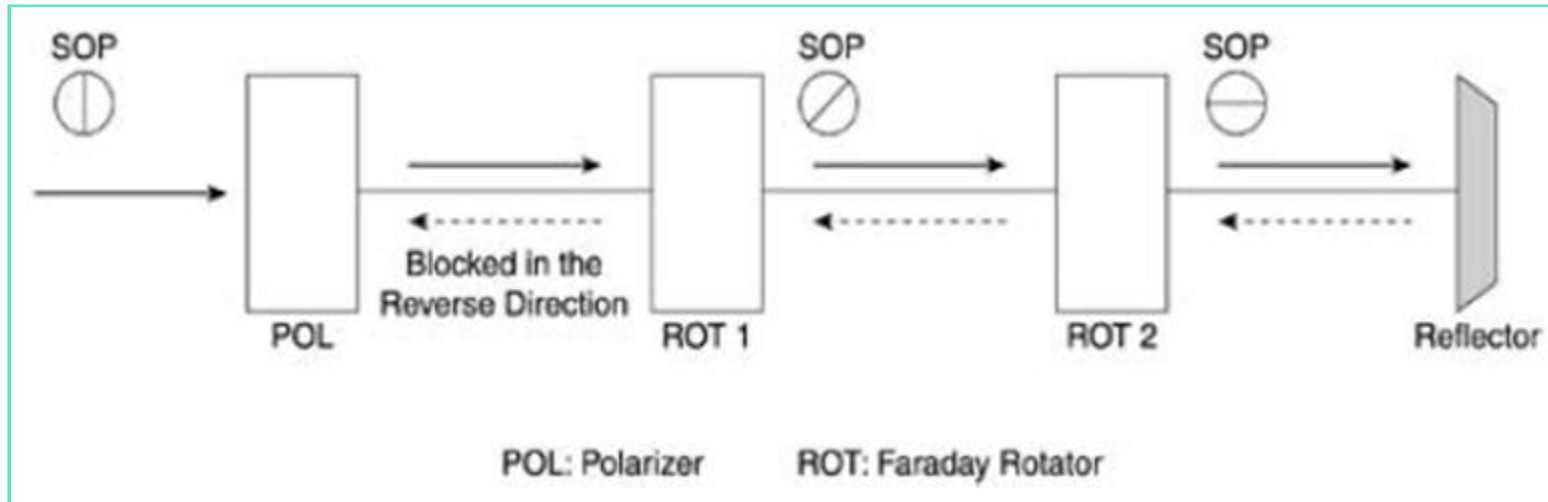 SOP
SOP
SOP
Blocked in the
Reverse Direction
POL
ROT 1
ROT 2
Reflector
POL: Polarizer
ROT: Faraday Rotator